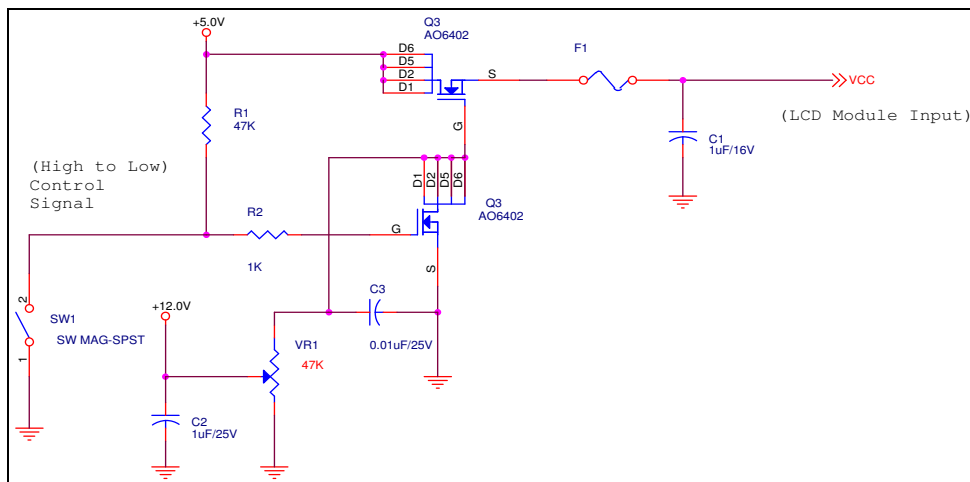 Q3
AO6402
+5.0V
D6
D5
D2
D1
S
F1
VCC
G
R1
47K
(LCD Module Input)
C1
1uF/16V
(High to Low)
Control
Signal
D1
D2
D5
D6
Q3
AO6402
R2
G
1K
S
2
SW1
SW MAG-SPST
1
+12.0V
C3
0.01uF/25V
VR1
47K
C2
1uF/25V